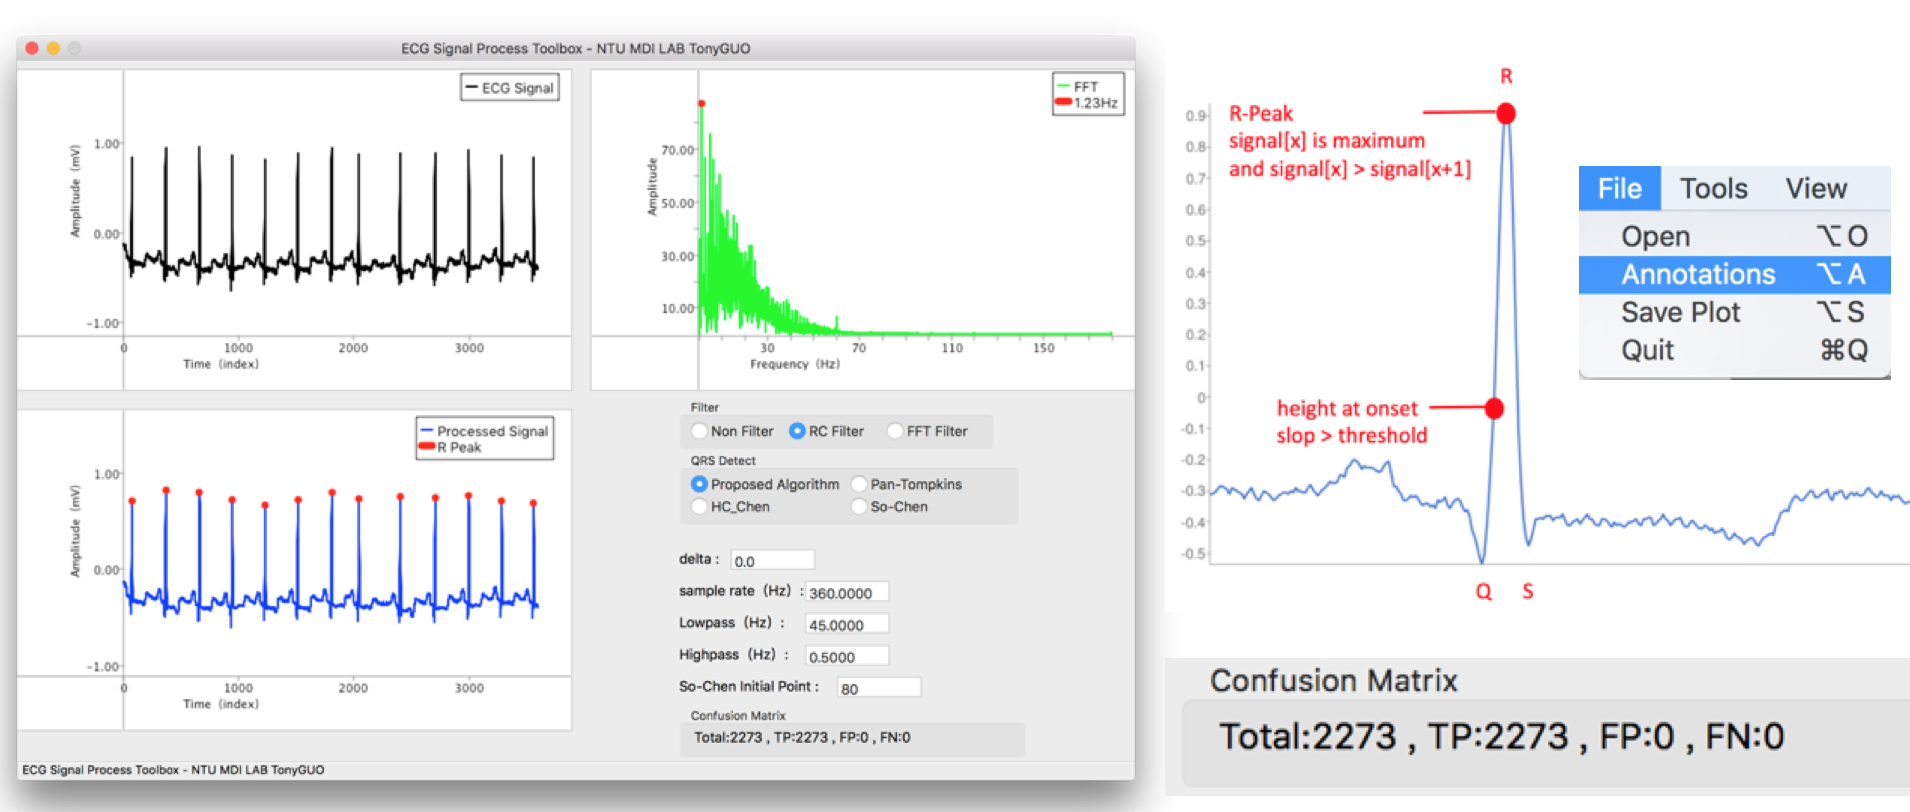 ECG Signal Process Toolbox - NTU MDI LAB TonyGUO
ECG Signal
1.00
0.00
-1.00
Amplitude (mV)
0 1000 2000 3000
Time (index)
FFT
1.23Hz
70.00
50.00
30.00
10.00
Amplitude
30 70 110 150
Frequency (Hz)
Processed Signal
R Peak
1.00
0.00
-1.00
Amplitude (mV)
0 1000 2000 3000
Time (index)
Filter
Non Filter RC Filter FFT Filter
QRS Detect
Proposed Algorithm Pan-Tompkins
HC_Chen So-Chen
delta : 0.0
sample rate (Hz) : 360.0000
Lowpass (Hz) : 45.0000
Highpass (Hz) : 0.5000
So-Chen Initial Point : 80
Confusion Matrix
Total:2273 , TP:2273 , FP:0 , FN:0
ECG Signal Process Toolbox - NTU MDI LAB TonyGUO
R
R-Peak
signal[x] is maximum
and signal[x] > signal[x+1]
0.9
0.8
0.7
0.6
0.5
0.4
0.3
0.2
0.1
0
-0.1
-0.2
-0.3
-0.4
-0.5
height at onset
slop > threshold
Q S
File Tools View
Open ⌥O
Annotations ⌥A
Save Plot ⌥S
Quit ⌘Q
Confusion Matrix
Total:2273 , TP:2273 , FP:0 , FN:0